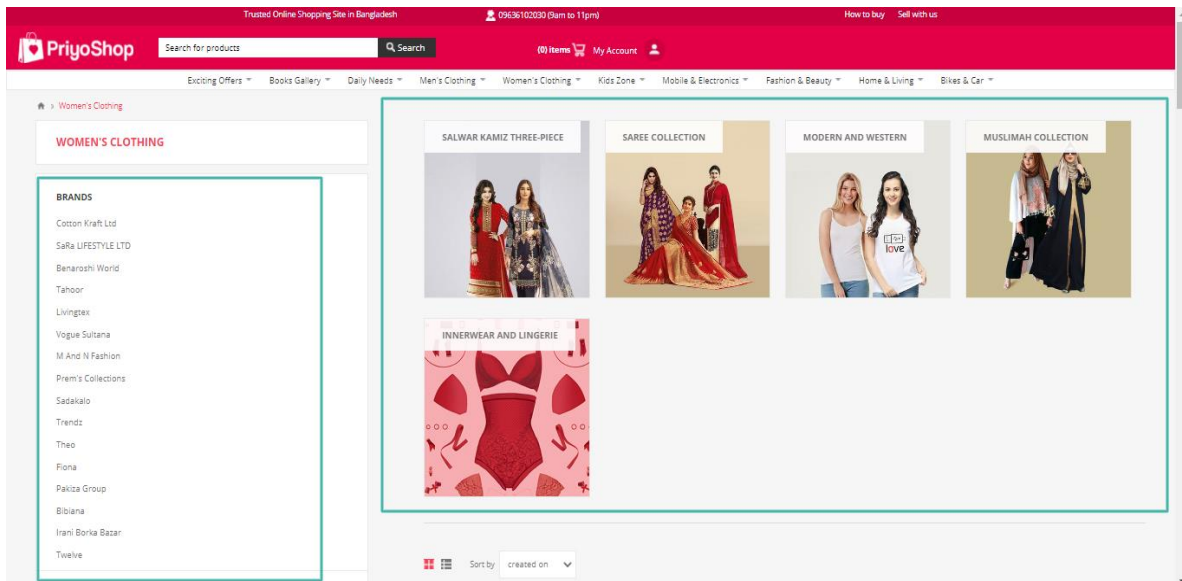 Trusted Online Shopping Site in Bangladesh
09636102030 (9am to 11pm)
How to buy Sell with us
PriyoShop
Search for products
Search
(0) items
My Account
Exciting Offers Books Gallery Daily Needs Men's Clothing Women's Clothing Kids Zone Mobile & Electronics Fashion & Beauty Home & Living Bikes & Car
» Women's Clothing
WOMEN'S CLOTHING
BRANDS
Cotton Kraft Ltd
SaRa LIFESTYLE LTD
Benaroshi World
Tahoor
Livingtex
Vogue Sultana
M And N Fashion
Prem's Collections
Sadakalo
Trendz
Theo
Fiona
Pakiza Group
Bibiana
Irani Borka Bazar
Twelve
SALWAR KAMIZ THREE-PIECE
SAREE COLLECTION
MODERN AND WESTERN
MUSLIMAH COLLECTION
love
INNERWEAR AND LINGERIE
Sort by created on